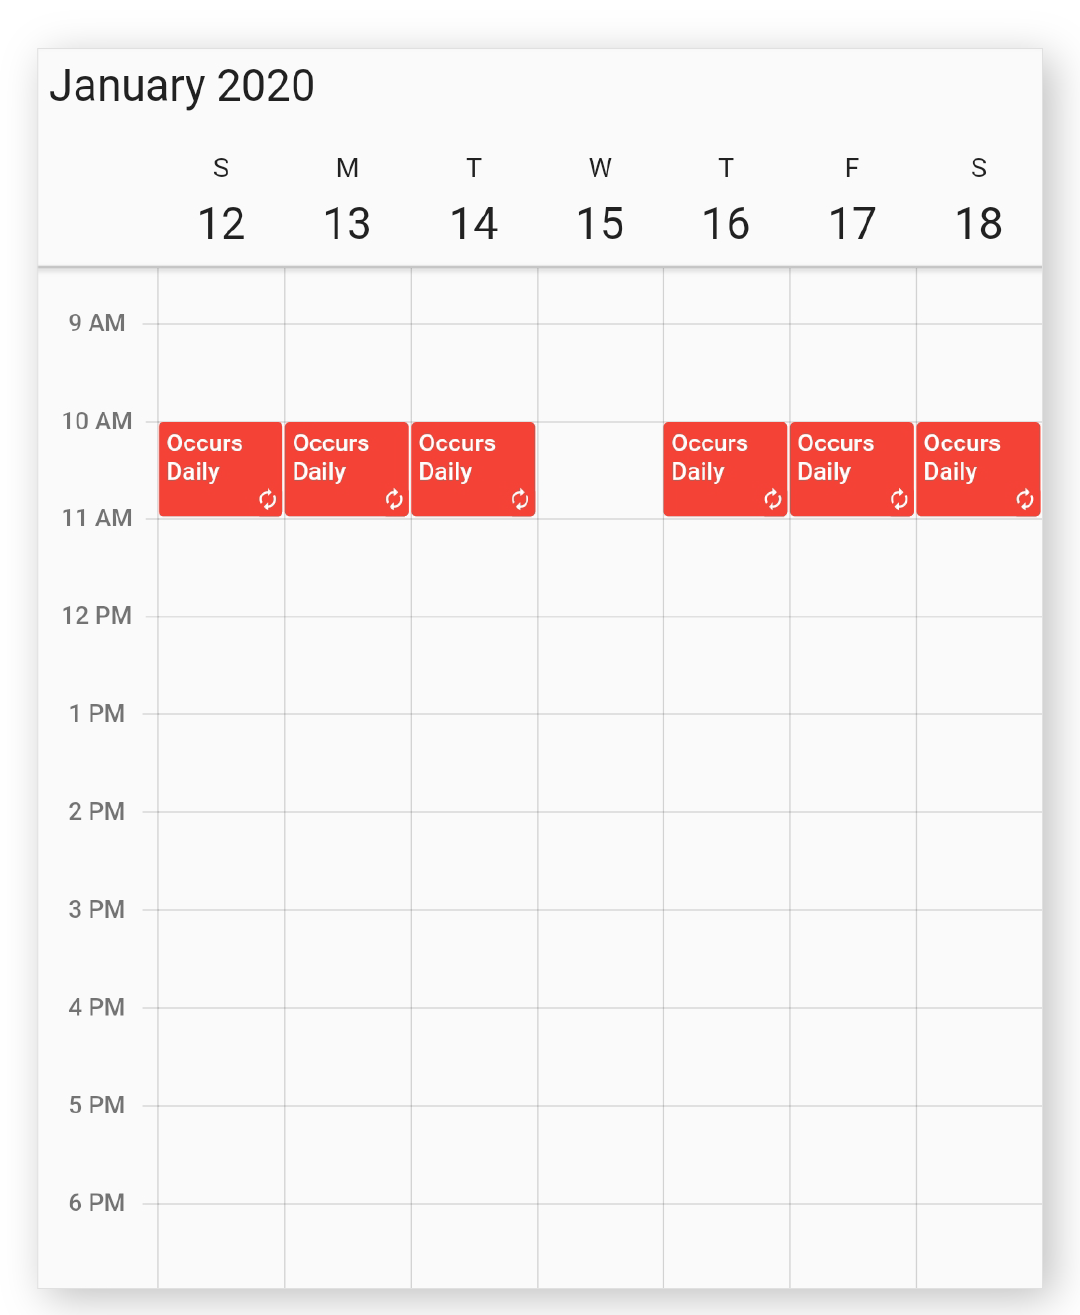 January 2020
S M T W T F S
12 13 14 15 16 17 18
9 AM
10 AM
Occurs Occurs Occurs Occurs Occurs Occurs
Daily Daily Daily Daily Daily Daily
11 AM
12 PM
1 PM
2 PM
3 PM
4 PM
5 PM
6 PM